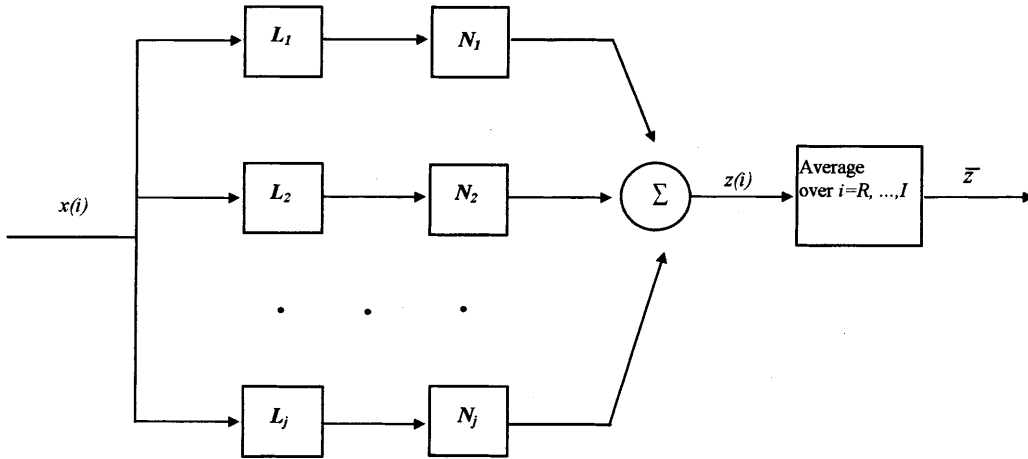 L₁ N₁
L₂ N₂
x(i)
Σ
z(i)
Average
over i=R, ...,I
z̄
. . .
Lⱼ Nⱼ